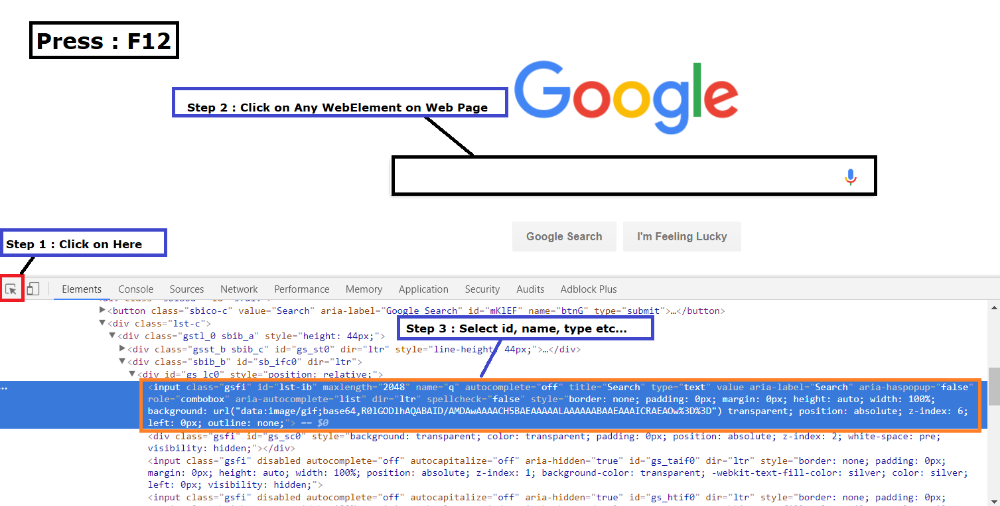 Press : F12
Google
Step 2 : Click on Any WebElement on Web Page
Google Search
I'm Feeling Lucky
Step 1 : Click on Here
Elements Console Sources Network Performance Memory Application Security Audits Adblock Plus
▶<button class="sbico-c" value="Search" aria-label="Google Search" id="mKlEF" name="btnG" type="submit">…</button>
▼<div class="lst-c">
Step 3 : Select id, name, type etc...
▼<div class="gstl_0 sbib_a" style="height: 44px;">
▶<div class="gsst_b sbib_c" id="gs_st0" dir="ltr" style="line-height: 44px;">…</div>
▼<div class="sbib_b" id="sb_ifc0" dir="ltr">
▼<div id="gs_lc0" style="position: relative;">
<input class="gsfi" id="lst-ib" maxlength="2048" name="q" autocomplete="off" title="Search" type="text" value aria-label="Search" aria-haspopup="false"
role="combobox" aria-autocomplete="list" dir="ltr" spellcheck="false" style="border: none; padding: 0px; margin: 0px; height: auto; width: 100%;
background: url("data:image/gif;base64,R0lGODlhAQABAID/AMDAwAAAACH5BAEAAAAALAAAAAABAAEAAAICRAEAOw%3D%3D") transparent; position: absolute; z-index: 6;
left: 0px; outline: none;"> == $0
<div class="gsfi" id="gs_sc0" style="background: transparent; color: transparent; padding: 0px; position: absolute; z-index: 2; white-space: pre;
visibility: hidden;"></div>
<input class="gsfi" disabled autocomplete="off" autocapitalize="off" aria-hidden="true" id="gs_taif0" dir="ltr" style="border: none; padding: 0px;
margin: 0px; height: auto; width: 100%; position: absolute; z-index: 1; background-color: transparent; -webkit-text-fill-color: silver; color: silver;
left: 0px; visibility: hidden;">
<input class="gsfi" disabled autocomplete="off" autocapitalize="off" aria-hidden="true" id="gs_htif0" dir="ltr" style="border: none; padding: 0px;